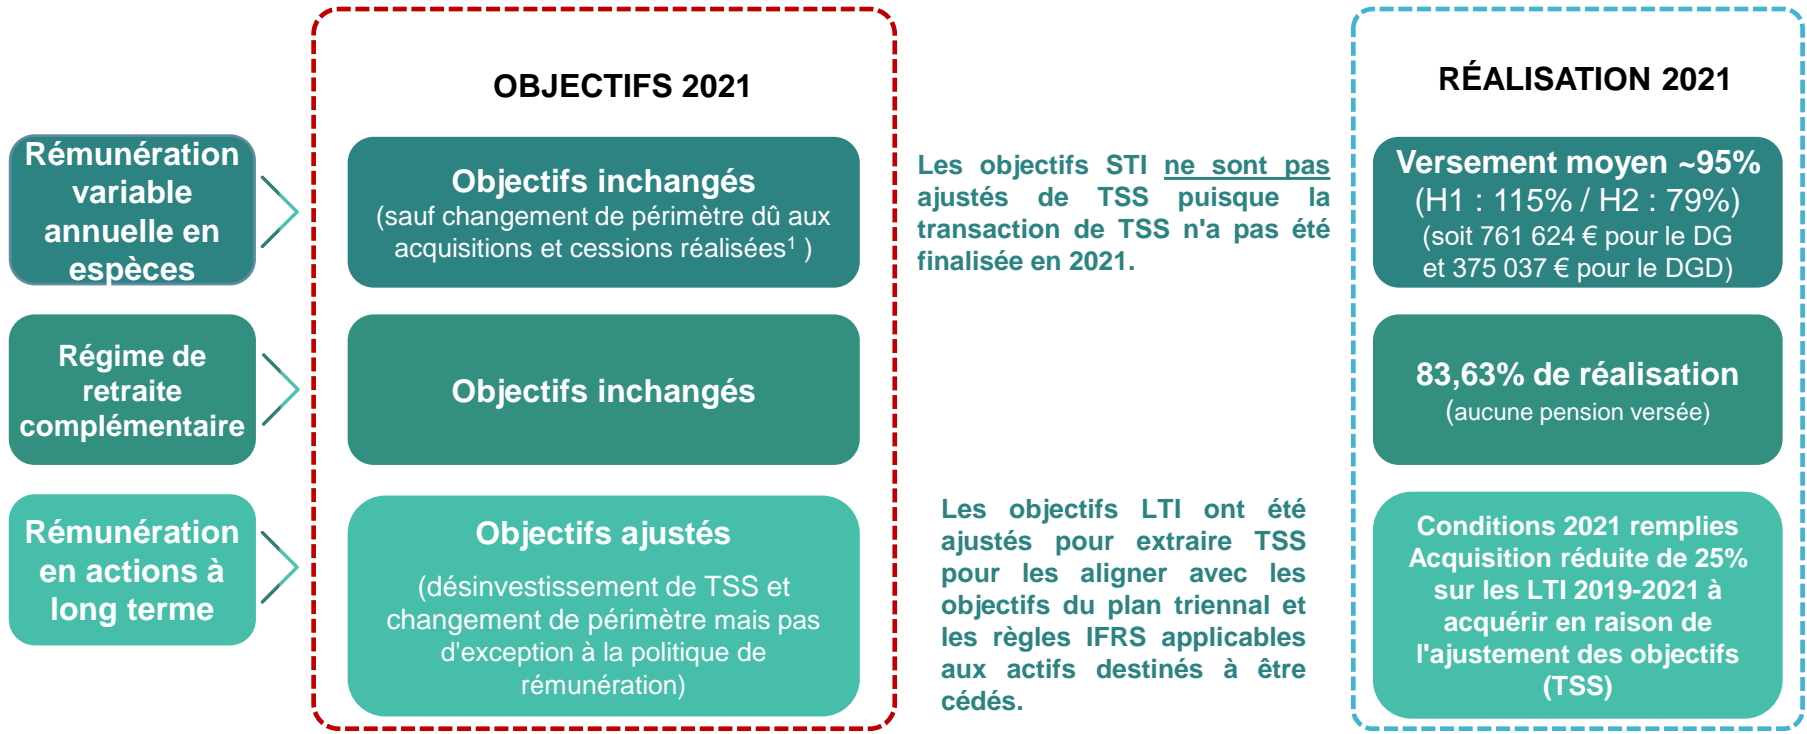 OBJECTIFS 2021
RÉALISATION 2021
Rémunération
variable
annuelle en
espèces
Objectifs inchangés
(sauf changement de périmètre dû aux
acquisitions et cessions réalisées¹ )
Les objectifs STI ne sont pas
ajustés de TSS puisque la
transaction de TSS n'a pas été
finalisée en 2021.
Versement moyen ~95%
(H1 : 115% / H2 : 79%)
(soit 761 624 € pour le DG
et 375 037 € pour le DGD)
Régime de
retraite
complémentaire
Objectifs inchangés
83,63% de réalisation
(aucune pension versée)
Rémunération
en actions à
long terme
Objectifs ajustés
(désinvestissement de TSS et
changement de périmètre mais pas
d'exception à la politique de
rémunération)
Les objectifs LTI ont été
ajustés pour extraire TSS
pour les aligner avec les
objectifs du plan triennal et
les règles IFRS applicables
aux actifs destinés à être
cédés.
Conditions 2021 remplies
Acquisition réduite de 25%
sur les LTI 2019-2021 à
acquérir en raison de
l'ajustement des objectifs
(TSS)